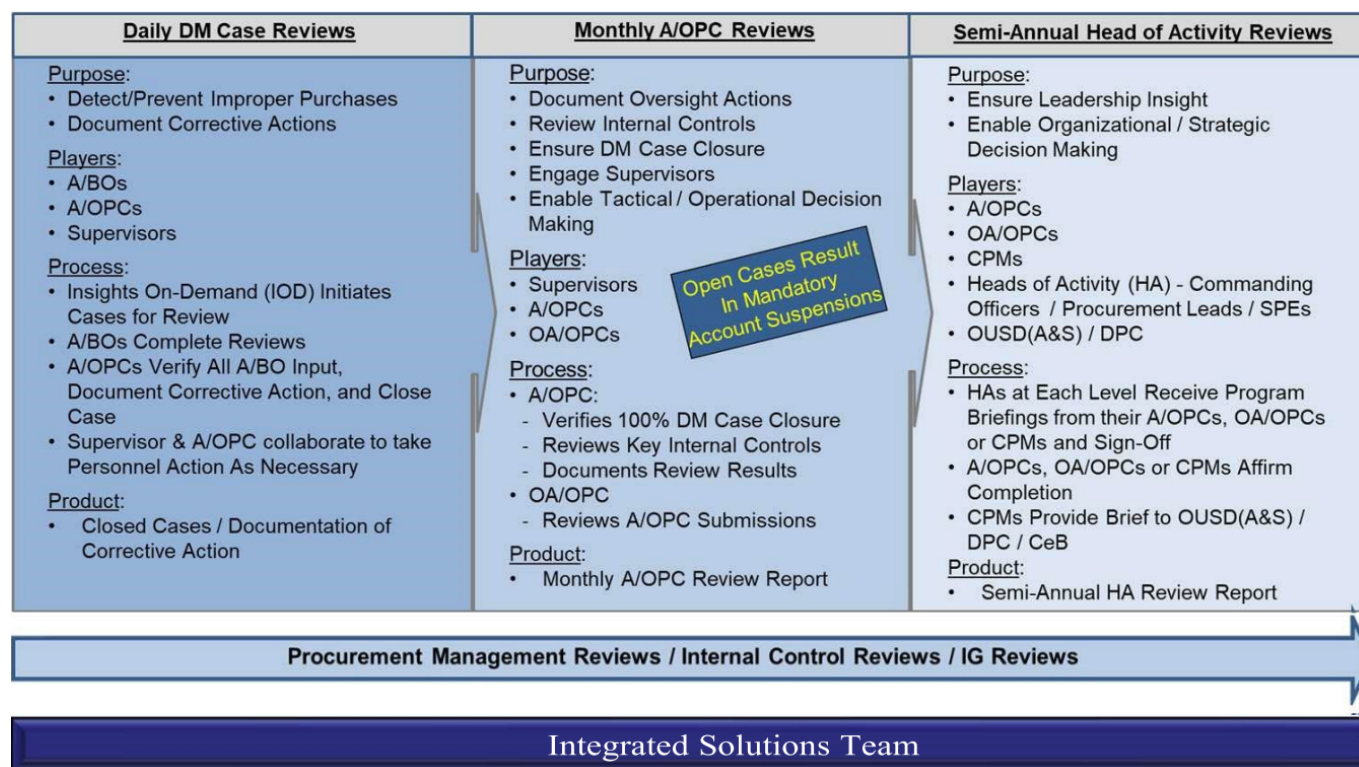 Daily DM Case Reviews
Purpose:
• Detect/Prevent Improper Purchases
• Document Corrective Actions
Players:
• A/BOs
• A/OPCs
• Supervisors
Process:
• Insights On-Demand (IOD) Initiates
Cases for Review
• A/BOs Complete Reviews
• A/OPCs Verify All A/BO Input,
Document Corrective Action, and Close
Case
• Supervisor & A/OPC collaborate to take
Personnel Action As Necessary
Product:
• Closed Cases / Documentation of
Corrective Action
Monthly A/OPC Reviews
Purpose:
• Document Oversight Actions
• Review Internal Controls
• Ensure DM Case Closure
• Engage Supervisors
• Enable Tactical / Operational Decision
Making
Players:
• Supervisors
• A/OPCs
• OA/OPCs
Open Cases Result
In Mandatory
Account Suspensions
Process:
• A/OPC:
- Verifies 100% DM Case Closure
- Reviews Key Internal Controls
- Documents Review Results
• OA/OPC
- Reviews A/OPC Submissions
Product:
• Monthly A/OPC Review Report
Semi-Annual Head of Activity Reviews
Purpose:
• Ensure Leadership Insight
• Enable Organizational / Strategic
Decision Making
Players:
• A/OPCs
• OA/OPCs
• CPMs
• Heads of Activity (HA) - Commanding
Officers / Procurement Leads / SPEs
• OUSD(A&S) / DPC
Process:
• HAs at Each Level Receive Program
Briefings from their A/OPCs, OA/OPCs
or CPMs and Sign-Off
• A/OPCs, OA/OPCs or CPMs Affirm
Completion
• CPMs Provide Brief to OUSD(A&S) /
DPC / CeB
Product:
• Semi-Annual HA Review Report
Procurement Management Reviews / Internal Control Reviews / IG Reviews
Integrated Solutions Team